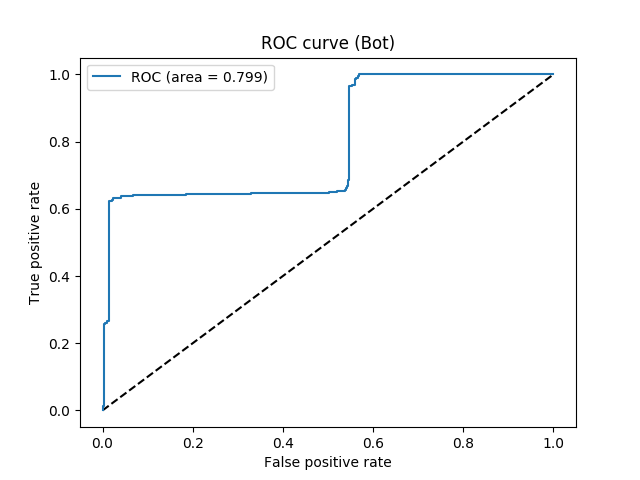 ROC curve (Bot)
ROC (area = 0.799)
1.0
0.8
0.6
0.4
0.2
0.0
True positive rate
0.0 0.2 0.4 0.6 0.8 1.0
False positive rate